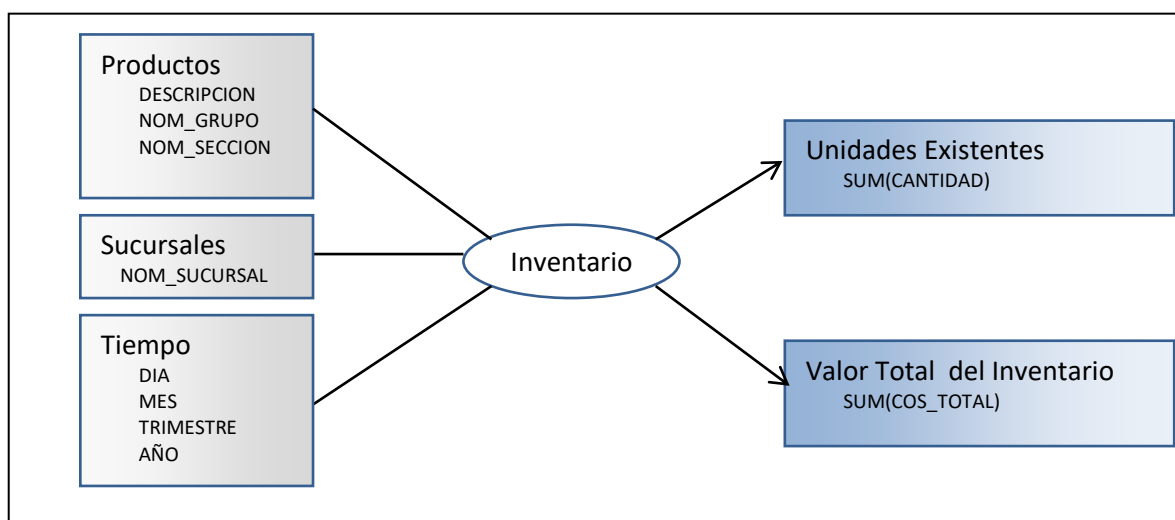 Productos
DESCRIPCION
NOM_GRUPO
NOM_SECCION
Sucursales
NOM_SUCURSAL
Tiempo
DIA
MES
TRIMESTRE
AÑO
Inventario
Unidades Existentes
SUM(CANTIDAD)
Valor Total del Inventario
SUM(COS_TOTAL)